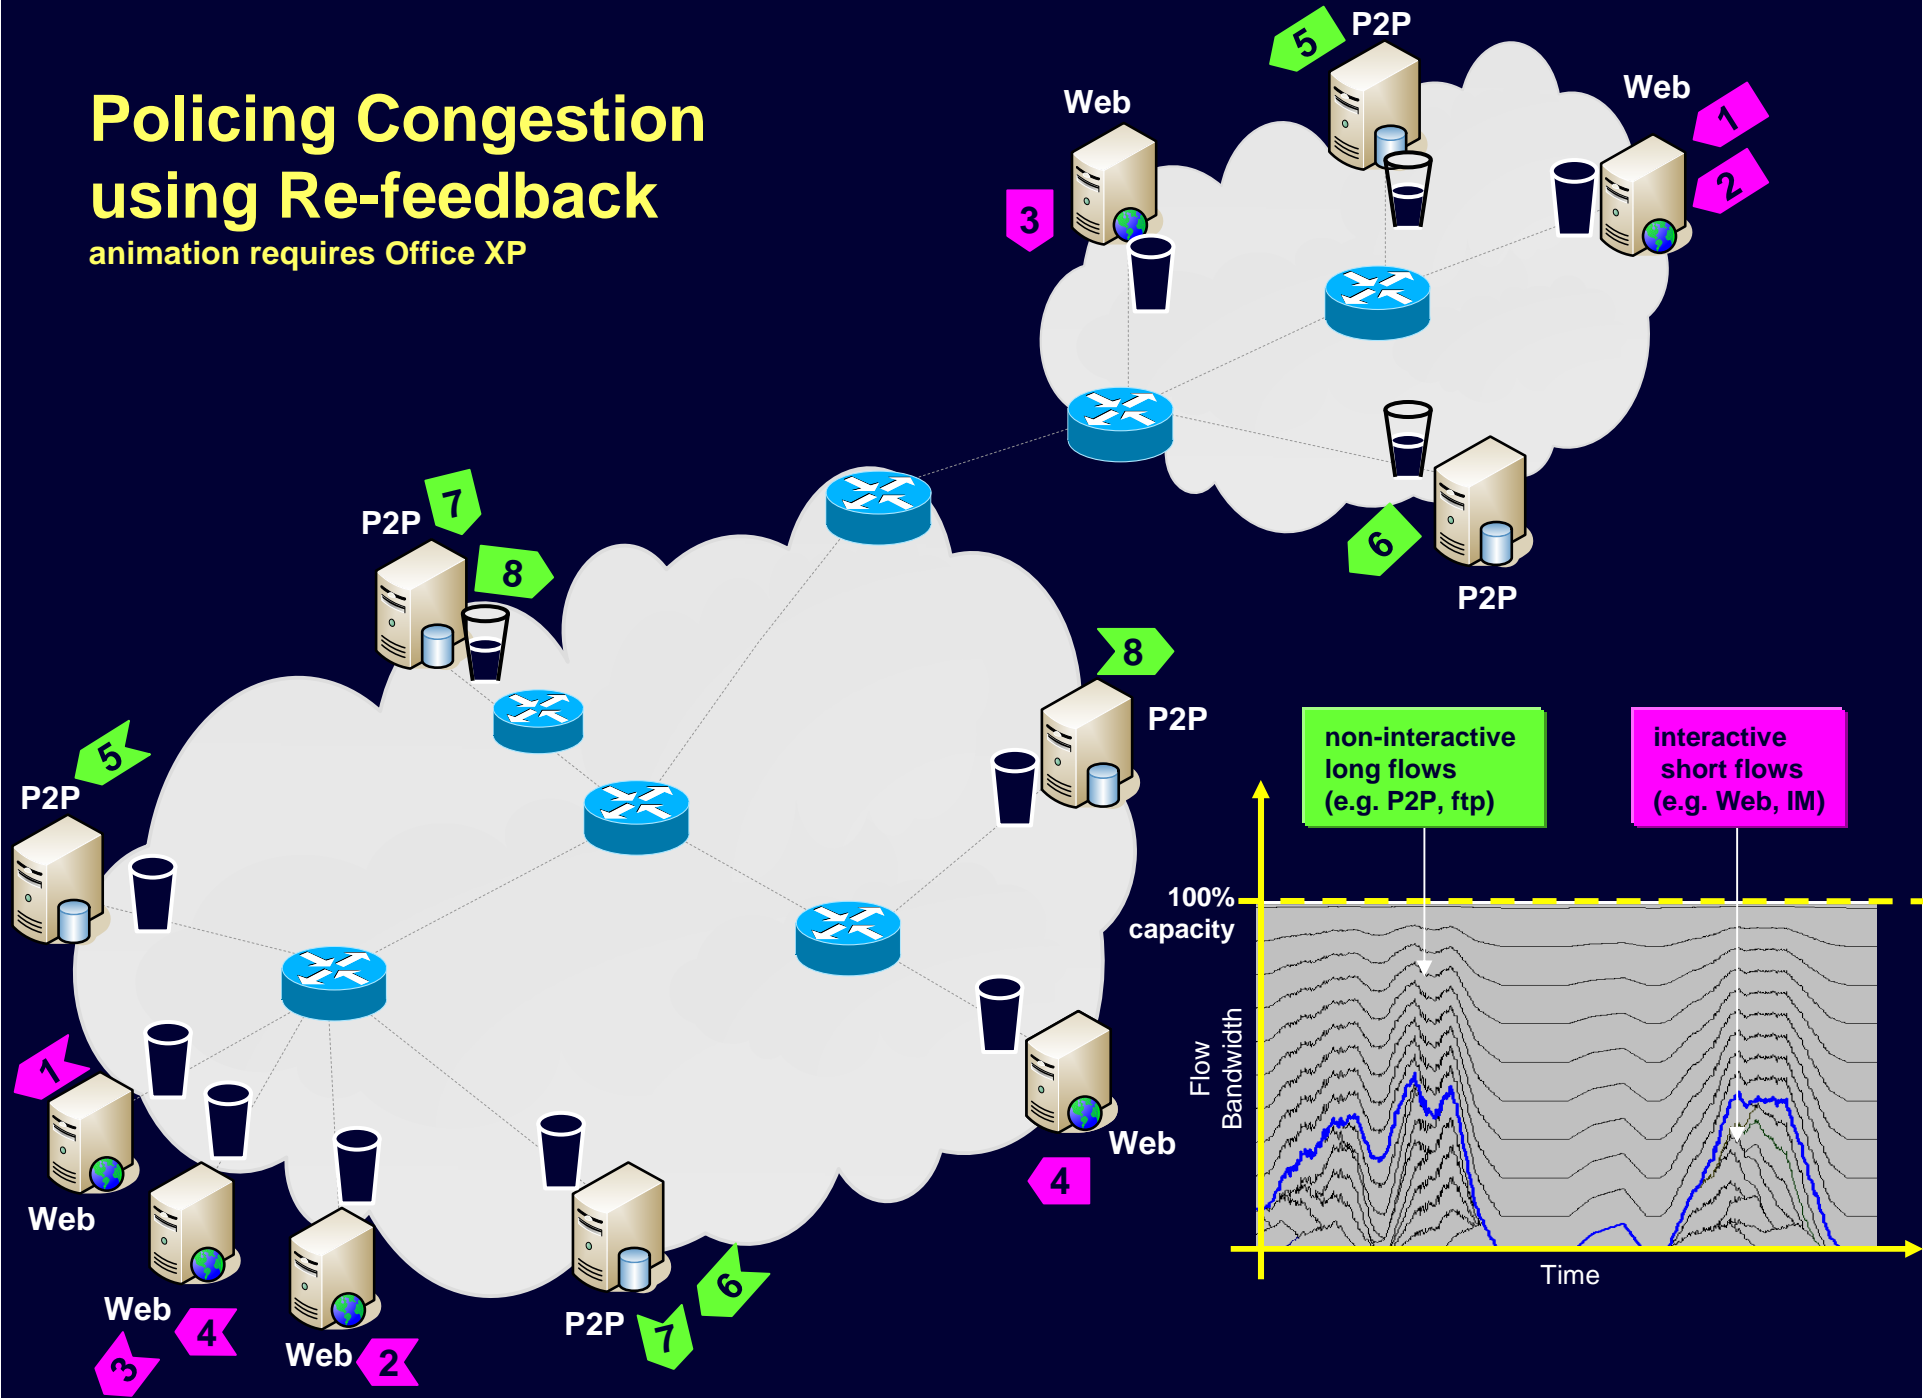 Policing Congestion
using Re-feedback
animation requires Office XP
5
P2P
Web
1
2
Web
3
6
P2P
P2P
7
8
8
P2P
5
P2P
1
Web
Web
4
3
Web
2
P2P
7
6
Web
4
non-interactive
long flows
(e.g. P2P, ftp)
interactive
short flows
(e.g. Web, IM)
100%
capacity
Flow
Bandwidth
Time